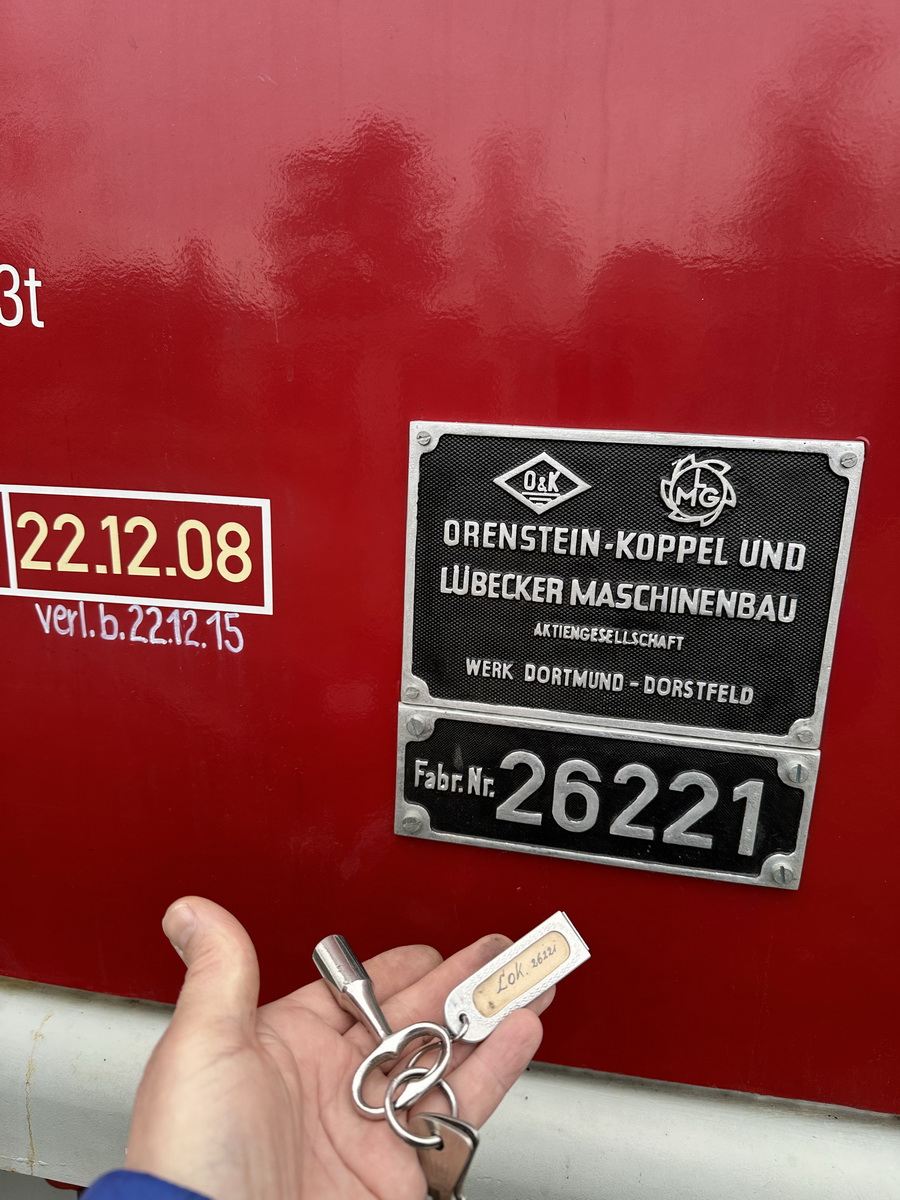 3t
22.12.08
verl. b. 22.12.15
O&K
LMG
ORENSTEIN-KOPPEL UND
LÜBECKER MASCHINENBAU
AKTIENGESELLSCHAFT
WERK DORTMUND-DORSTFELD
Fabr. Nr. 26221
Lok. 26221